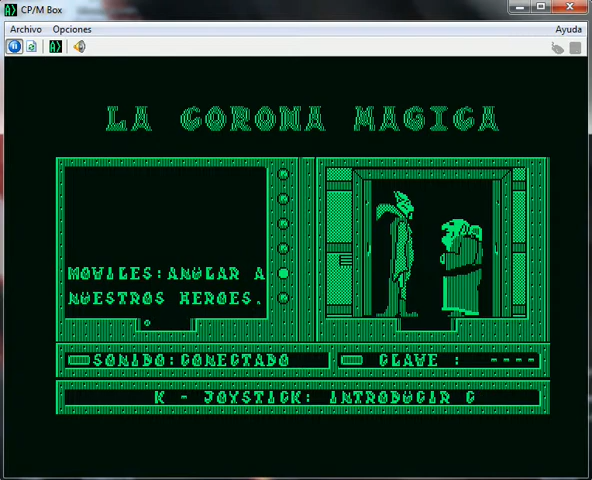 CP/M Box
Archivo Opciones Ayuda
LA CORONA MAGICA
MOVILES:ANULAR A
NUESTROS HEROES.
SONIDO:CONECTADO
CLAVE : ----
K - JOYSTICK: INTRODUCIR C